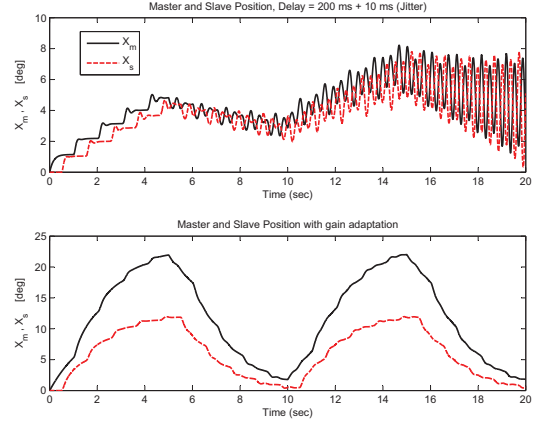 Master and Slave Position, Delay = 200 ms + 10 ms (Jitter)
10
8
6
4
2
0
X_m , X_s [deg]
X_m
X_s
0 2 4 6 8 10 12 14 16 18 20
Time (sec)
Master and Slave Position with gain adaptation
25
20
15
10
5
0
X_m , X_s [deg]
0 2 4 6 8 10 12 14 16 18 20
Time (sec)